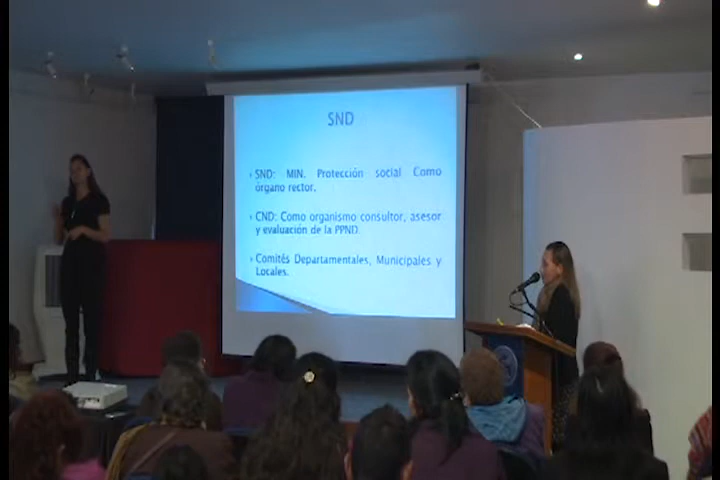 SND
SND: MIN. Protección social Como
órgano rector.
CND: Como organismo consultor, asesor
y evaluación de la PPND.
Comités Departamentales, Municipales y
Locales.